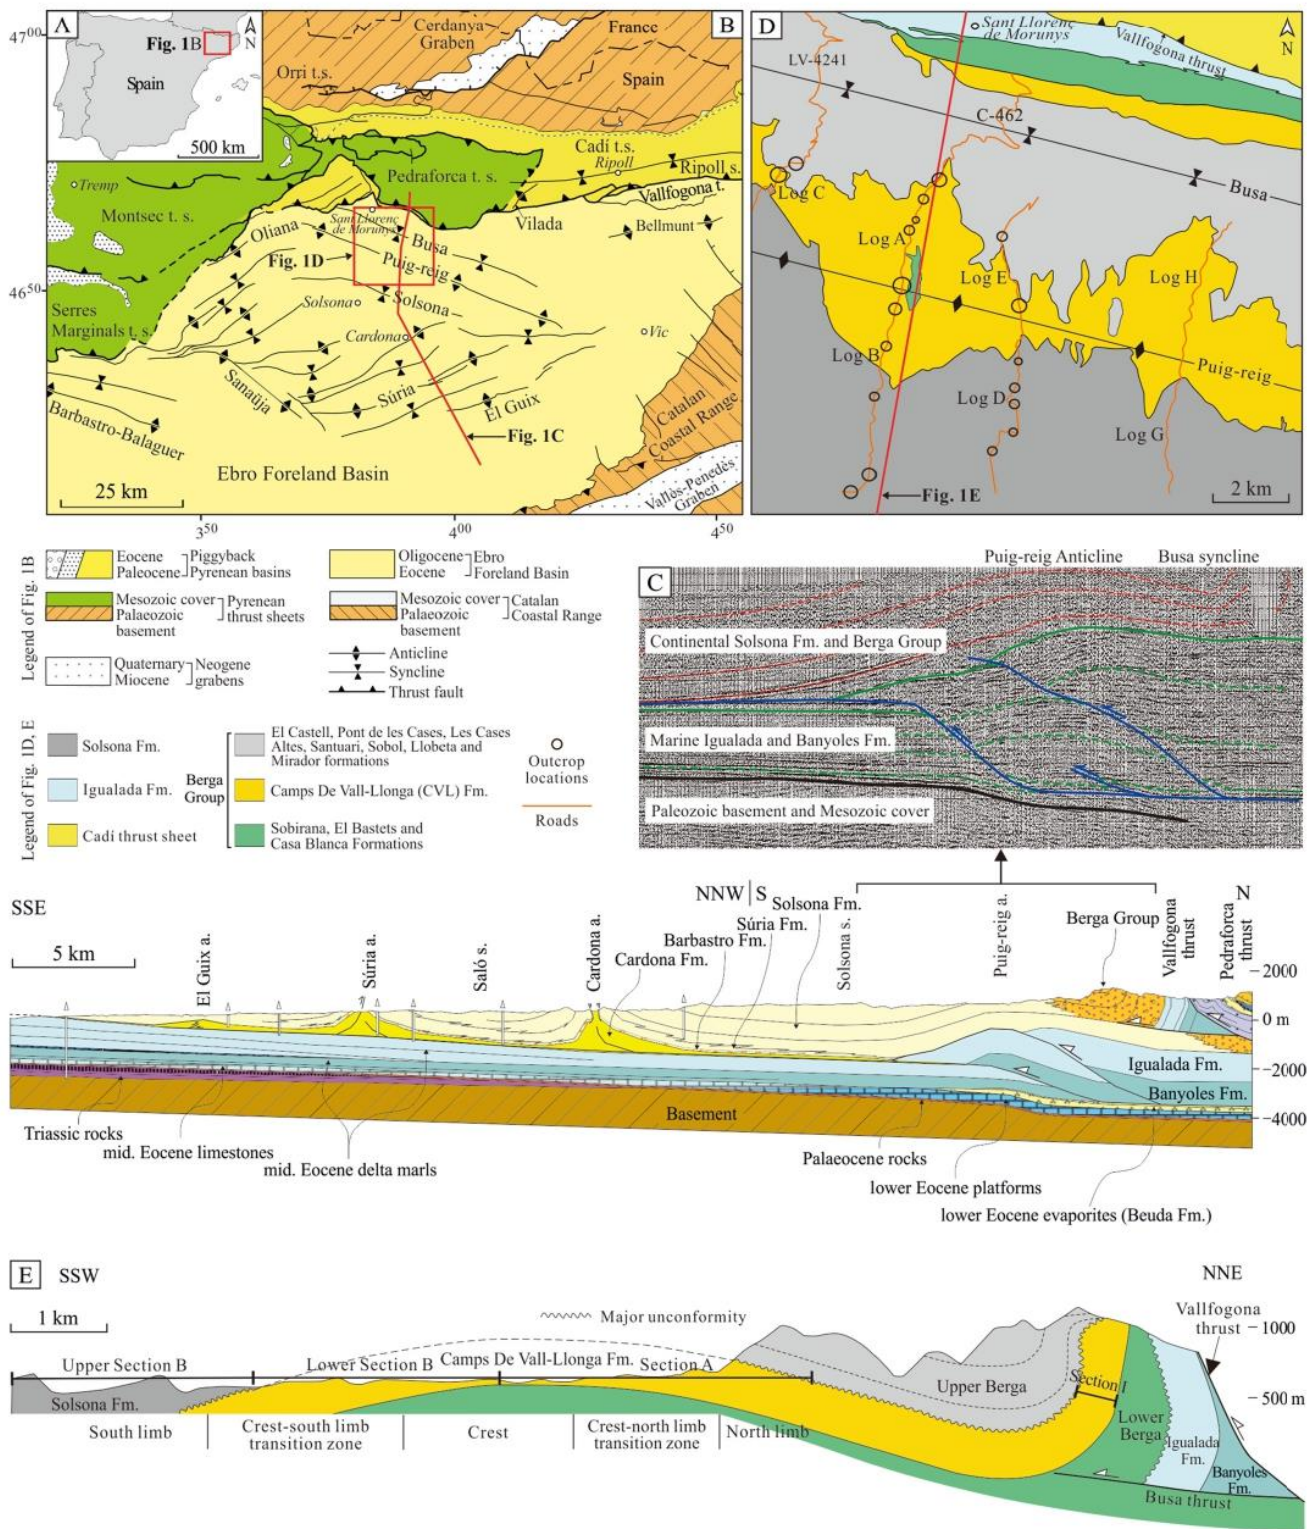 A
Fig. 1B
N
Spain
500 km
47⁰⁰
46⁵⁰
B
Cerdanya
Graben
France
Spain
Orri t.s.
Cadí t.s.
Ripoll
Ripoll s.
Tremp
Pedraforca t. s.
Vallfogona t.
Montsec t. s.
Sant Llorenç
de Morunys
Vilada
Bellmunt
Oliana
Busa
Fig. 1D
Puig-reig
Solsona
Solsona
Serres
Marginals t. s.
Cardona
Vic
Sanaüja
Súria
El Guix
Catalan
Coastal Range
Barbastro-Balaguer
Fig. 1C
Ebro Foreland Basin
Vallès-Penedès
Graben
25 km
3⁵⁰
4⁰⁰
4⁵⁰
D
Sant Llorenç
de Morunys
N
Vallfogona thrust
LV-4241
C-462
Busa
Log C
Log A
Log E
Log H
Log B
Puig-reig
Log D
Log G
Fig. 1E
2 km
Legend of Fig. 1B
Eocene
Paleocene
Piggyback
Pyrenean basins
Oligocene
Eocene
Ebro
Foreland Basin
Mesozoic cover
Palaeozoic
basement
Pyrenean
thrust sheets
Mesozoic cover
Palaeozoic
basement
Catalan
Coastal Range
Quaternary
Miocene
Neogene
grabens
Anticline
Syncline
Thrust fault
Legend of Fig. 1D, E
Solsona Fm.
Igualada Fm.
Cadí thrust sheet
Berga
Group
El Castell, Pont de les Cases, Les Cases
Altes, Santuari, Sobol, Llobeta and
Mirador formations
Camps De Vall-Llonga (CVL) Fm.
Sobirana, El Bastets and
Casa Blanca Formations
Outcrop
locations
Roads
Puig-reig Anticline
Busa syncline
C
Continental Solsona Fm. and Berga Group
Marine Igualada and Banyoles Fm.
Paleozoic basement and Mesozoic cover
SSE
NNW
S
N
5 km
El Guix a.
Súria a.
Saló s.
Cardona a.
Cardona Fm.
Barbastro Fm.
Súria Fm.
Solsona Fm.
Solsona s.
Puig-reig a.
Berga Group
Vallfogona
thrust
Pedraforca
thrust
2000
0 m
-2000
-4000
Igualada Fm.
Banyoles Fm.
Basement
Triassic rocks
mid. Eocene limestones
mid. Eocene delta marls
Palaeocene rocks
lower Eocene platforms
lower Eocene evaporites (Beuda Fm.)
E
SSW
NNE
1 km
Major unconformity
Vallfogona
thrust
1000
500 m
Upper Section B
Lower Section B
Camps De Vall-Llonga Fm.
Section A
Solsona Fm.
Upper Berga
Section I
Lower
Berga
Igualada
Fm.
Banyoles
Fm.
Busa thrust
South limb
Crest-south limb
transition zone
Crest
Crest-north limb
transition zone
North limb